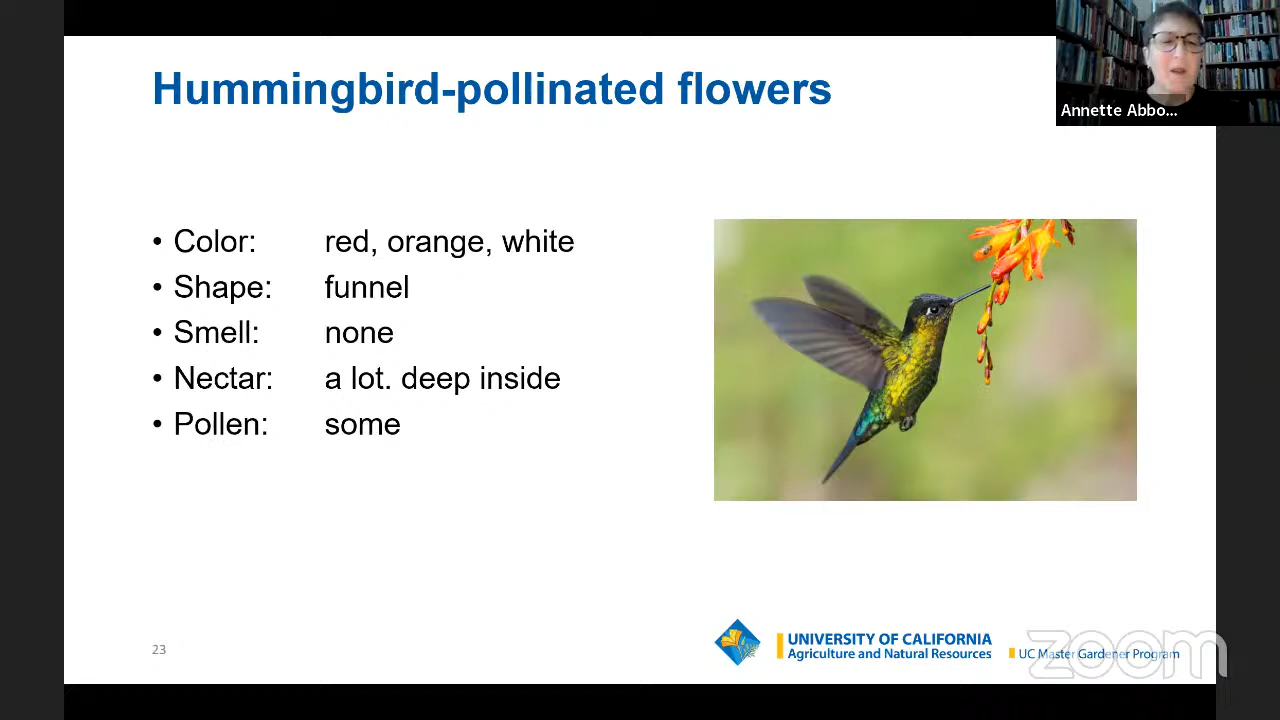 Hummingbird-pollinated flowers
Annette Abbo...
• Color: red, orange, white
• Shape: funnel
• Smell: none
• Nectar: a lot. deep inside
• Pollen: some
23
UNIVERSITY OF CALIFORNIA
Agriculture and Natural Resources
UC Master Gardener Program
zoom